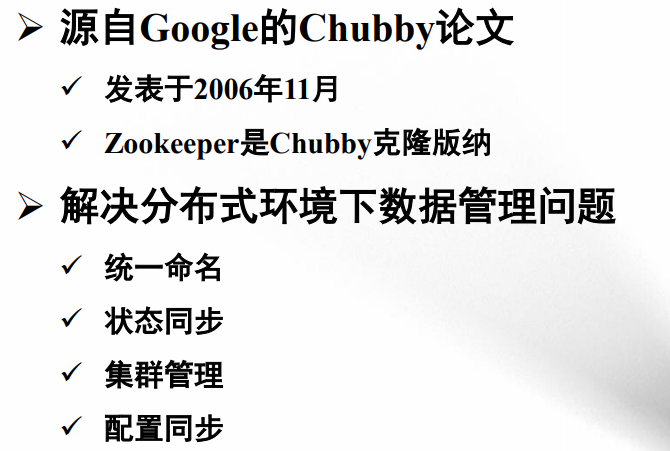 源自Google的Chubby论文
发表于2006年11月
Zookeeper是Chubby克隆版纳
解决分布式环境下数据管理问题
统一命名
状态同步
集群管理
配置同步